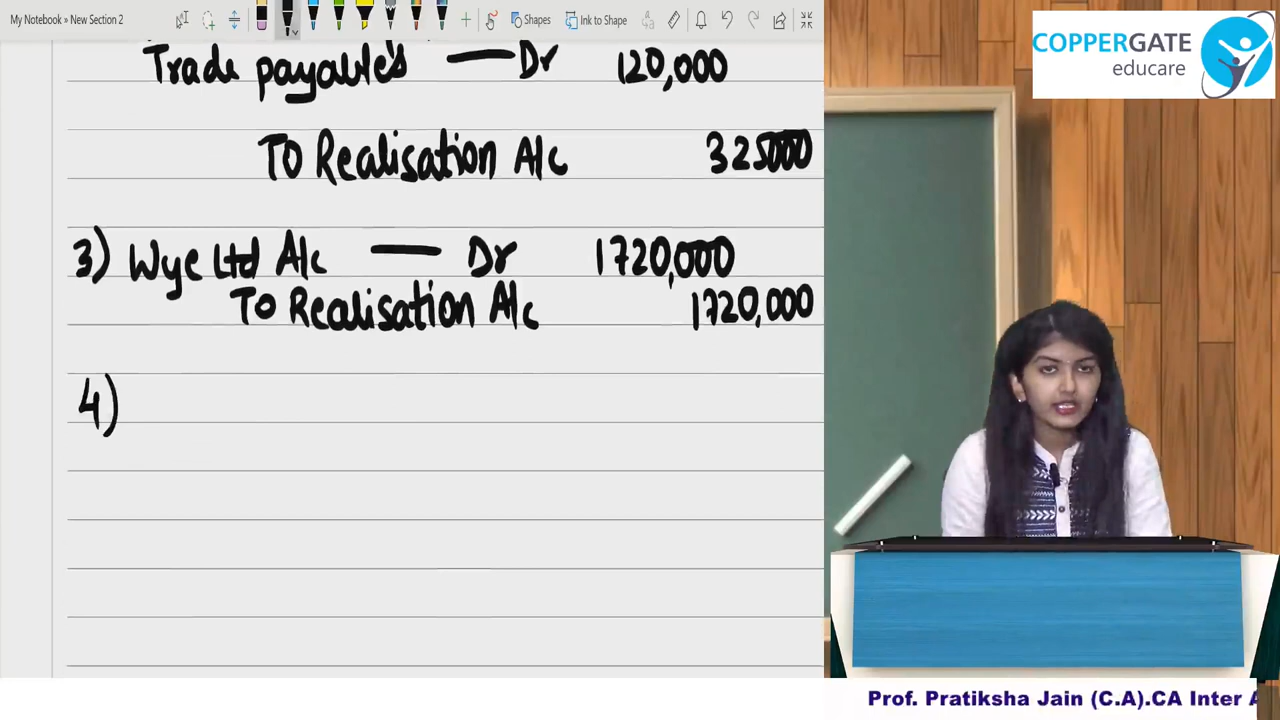 My Notebook » New Section 2
Shapes
Ink to Shape
COPPERGATE
educare
Trade payables — Dr 120,000
To Realisation A/c 325000
3) Wye Ltd A/c — Dr 1720,000
To Realisation A/c 1720,000
4)
Prof. Pratiksha Jain (C.A).CA Inter A